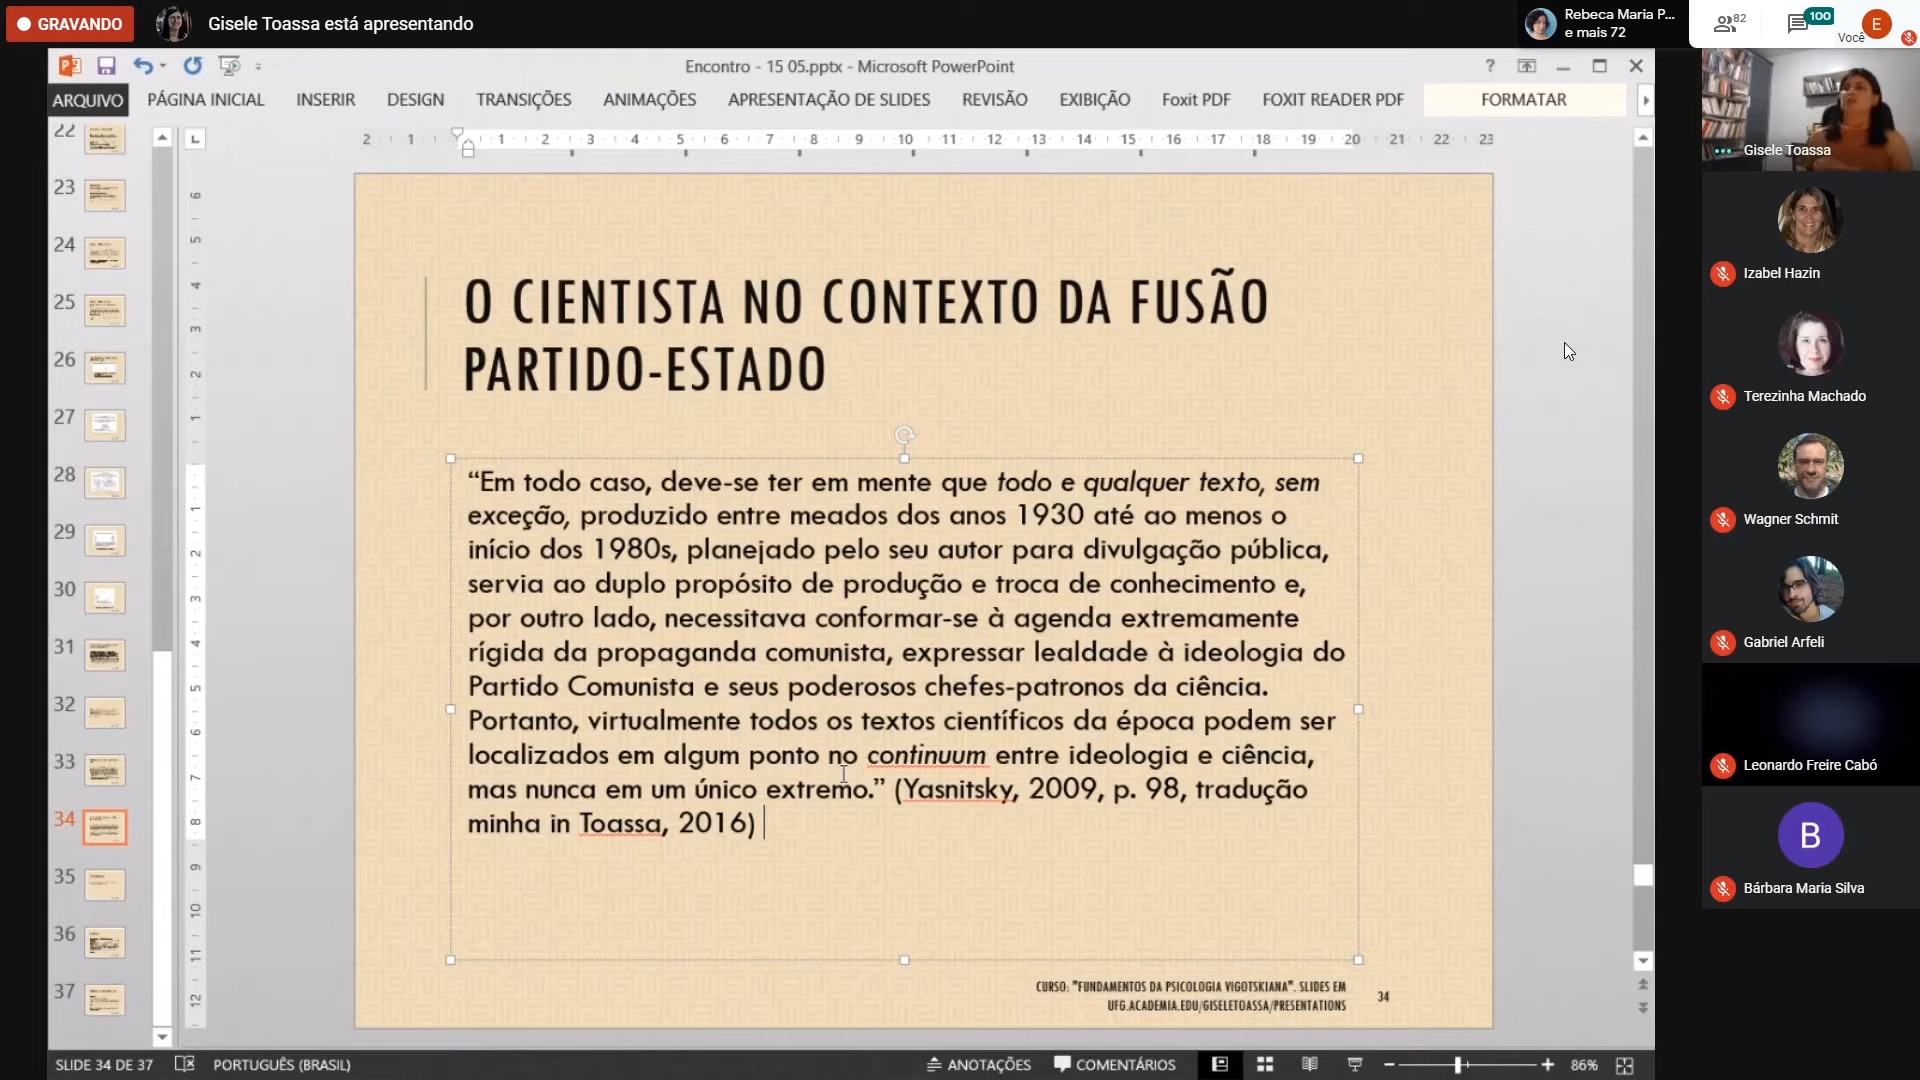 GRAVANDO
Gisele Toassa está apresentando
Rebeca Maria P...
e mais 72
82
100
Você
E
Encontro - 15 05.pptx - Microsoft PowerPoint
ARQUIVO PÁGINA INICIAL INSERIR DESIGN TRANSIÇÕES ANIMAÇÕES APRESENTAÇÃO DE SLIDES REVISÃO EXIBIÇÃO Foxit PDF FOXIT READER PDF FORMATAR
2 1 1 2 3 4 5 6 7 8 9 10 11 12 13 14 15 16 17 18 19 20 21 22 23
22
23
24
25
26
27
28
29
30
31
32
33
34
35
36
37
6
5
4
3
2
1
1
2
3
4
5
6
7
8
9
10
11
12
O CIENTISTA NO CONTEXTO DA FUSÃO
PARTIDO-ESTADO
“Em todo caso, deve-se ter em mente que todo e qualquer texto, sem
exceção, produzido entre meados dos anos 1930 até ao menos o
início dos 1980s, planejado pelo seu autor para divulgação pública,
servia ao duplo propósito de produção e troca de conhecimento e,
por outro lado, necessitava conformar-se à agenda extremamente
rígida da propaganda comunista, expressar lealdade à ideologia do
Partido Comunista e seus poderosos chefes-patronos da ciência.
Portanto, virtualmente todos os textos científicos da época podem ser
localizados em algum ponto no continuum entre ideologia e ciência,
mas nunca em um único extremo.” (Yasnitsky, 2009, p. 98, tradução
minha in Toassa, 2016)
CURSO: "FUNDAMENTOS DA PSICOLOGIA VIGOTSKIANA". SLIDES EM
UFG.ACADEMIA.EDU/GISELETOASSA/PRESENTATIONS
34
SLIDE 34 DE 37 PORTUGUÊS (BRASIL) ANOTAÇÕES COMENTÁRIOS 86%
Gisele Toassa
Izabel Hazin
Terezinha Machado
Wagner Schmit
Gabriel Arfeli
Leonardo Freire Cabó
B
Bárbara Maria Silva